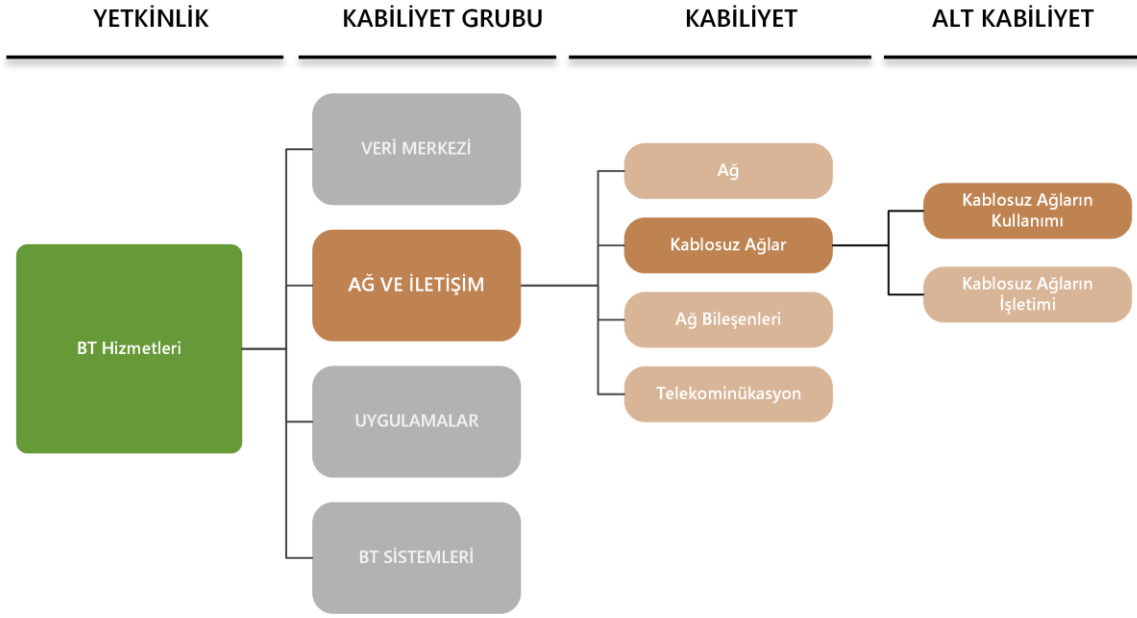 YETKİNLİK
KABİLİYET GRUBU
KABİLİYET
ALT KABİLİYET
BT Hizmetleri
VERİ MERKEZİ
AĞ VE İLETİŞİM
UYGULAMALAR
BT SİSTEMLERİ
Ağ
Kablosuz Ağlar
Ağ Bileşenleri
Telekominükasyon
Kablosuz Ağların
Kullanımı
Kablosuz Ağların
İşletimi